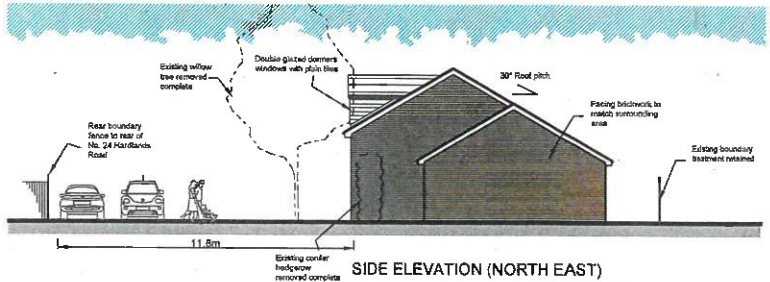 Existing willow
tree removed
complete
Double glazed dormers
windows with plain tiles
30° Roof pitch
Facing brickwork to
match surrounding
area
Rear boundary
fence to rear of
No. 24 Hardlands
Road
Existing boundary
treatment retained
11.8m
Existing conifer
hedgerow
removed complete
SIDE ELEVATION (NORTH EAST)